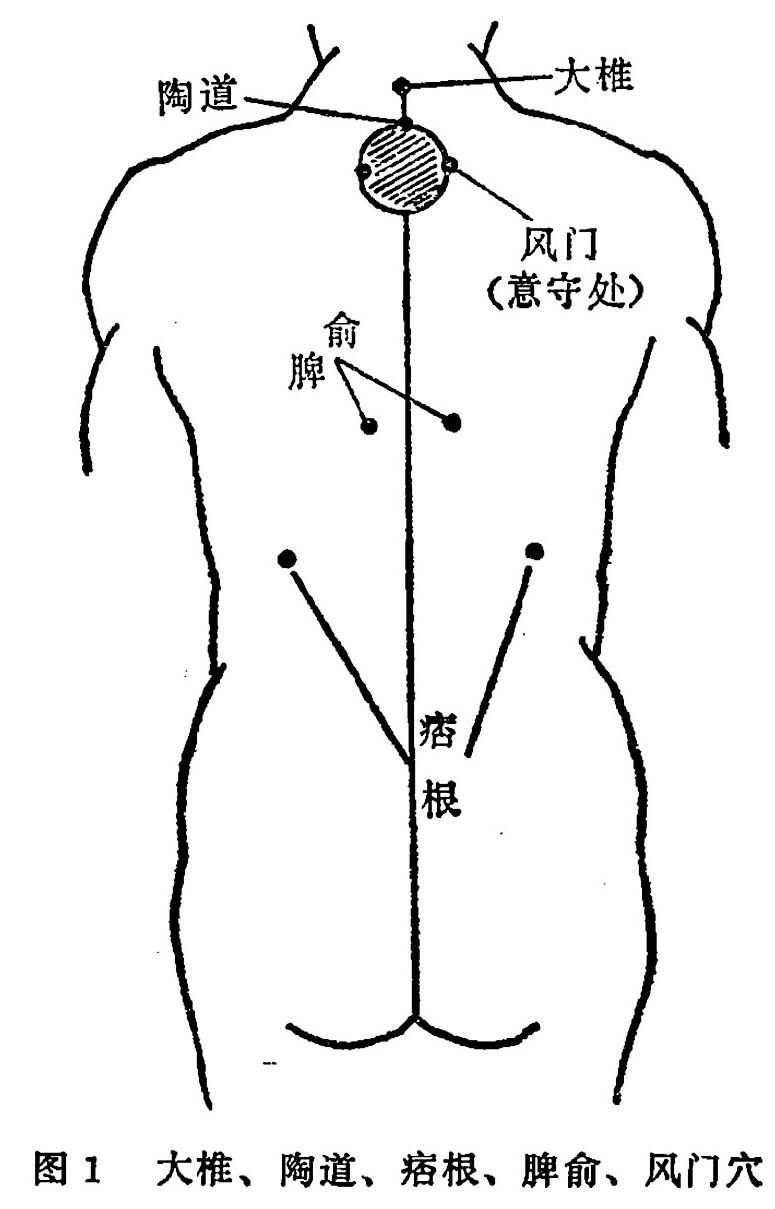 大椎
陶道
风门
（意守处）
俞
脾
痞
根
图1 大椎、陶道、痞根、脾俞、风门穴